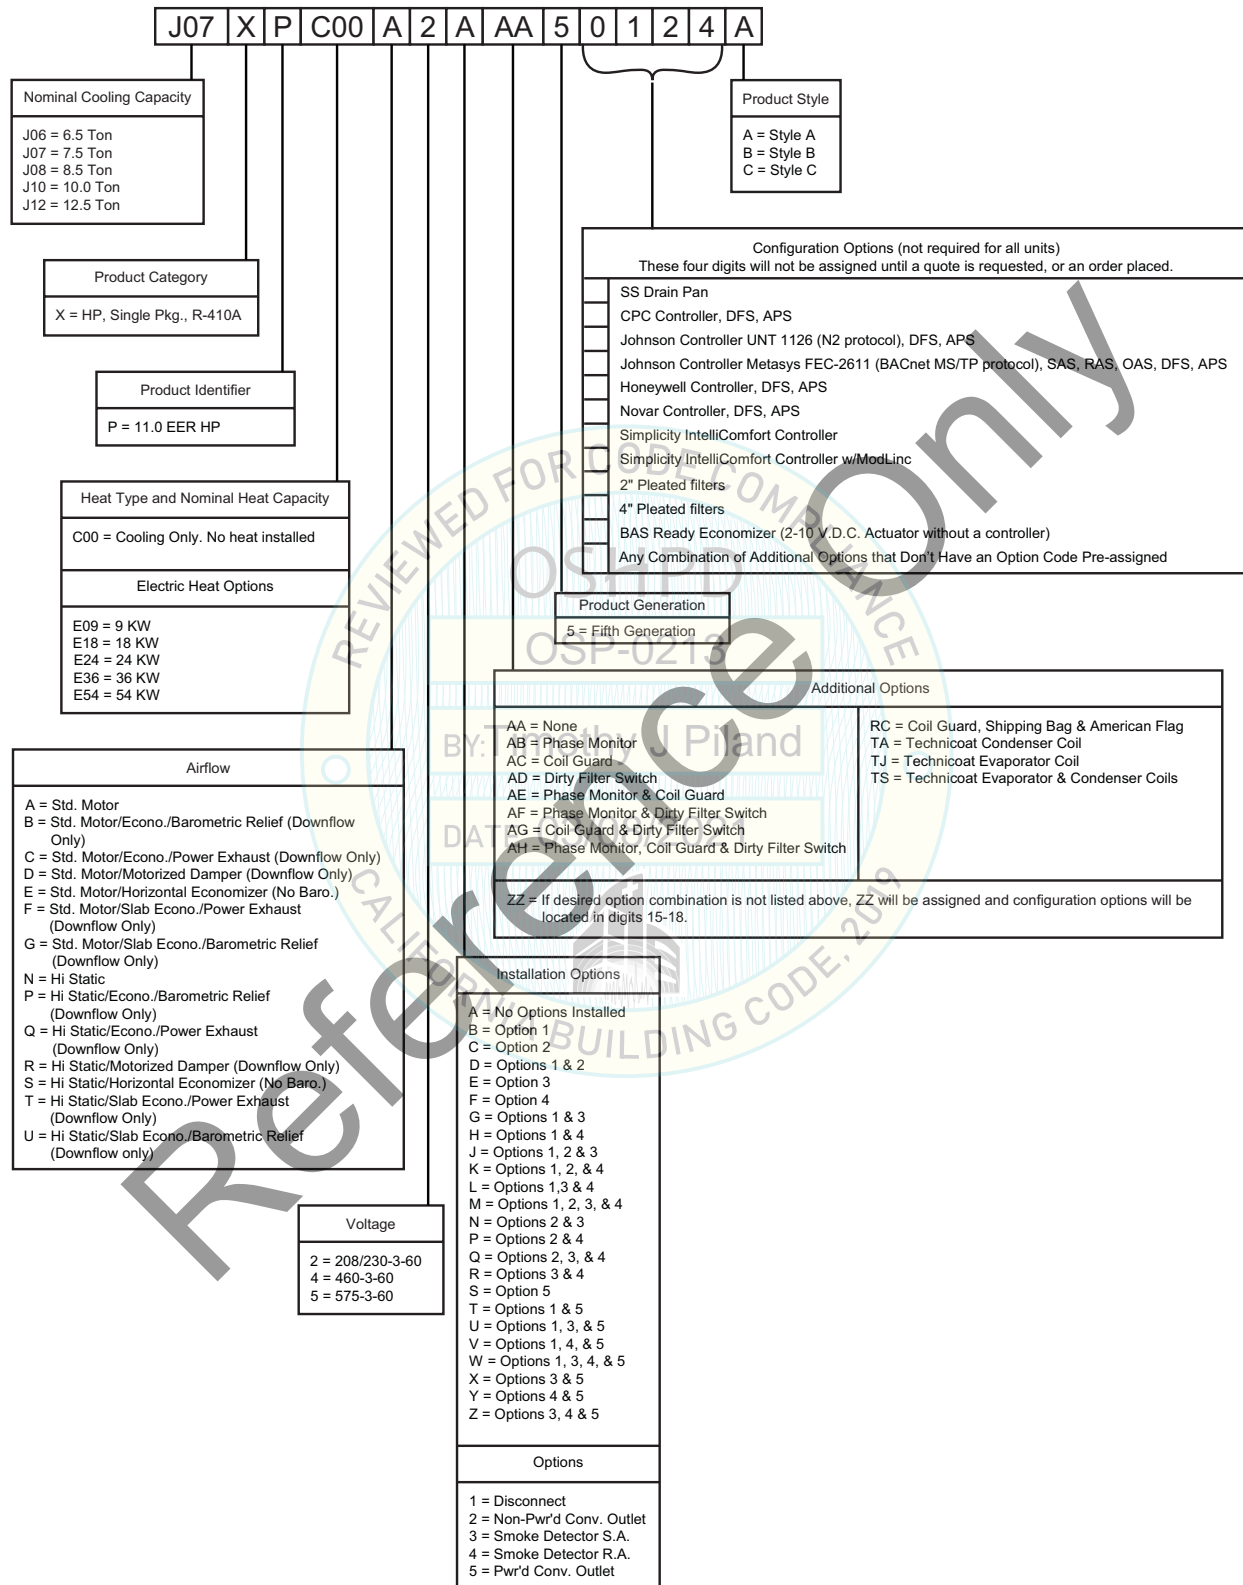 J07 X P C00 A 2 A AA 5 0 1 2 4 A
Nominal Cooling Capacity
J06 = 6.5 Ton
J07 = 7.5 Ton
J08 = 8.5 Ton
J10 = 10.0 Ton
J12 = 12.5 Ton
Product Style
A = Style A
B = Style B
C = Style C
Product Category
X = HP, Single Pkg., R-410A
Product Identifier
P = 11.0 EER HP
Heat Type and Nominal Heat Capacity
C00 = Cooling Only. No heat installed
Electric Heat Options
E09 = 9 KW
E18 = 18 KW
E24 = 24 KW
E36 = 36 KW
E54 = 54 KW
Configuration Options (not required for all units)
These four digits will not be assigned until a quote is requested, or an order placed.
SS Drain Pan
CPC Controller, DFS, APS
Johnson Controller UNT 1126 (N2 protocol), DFS, APS
Johnson Controller Metasys FEC-2611 (BACnet MS/TP protocol), SAS, RAS, OAS, DFS, APS
Honeywell Controller, DFS, APS
Novar Controller, DFS, APS
Simplicity IntelliComfort Controller
Simplicity IntelliComfort Controller w/ModLinc
2" Pleated filters
4" Pleated filters
BAS Ready Economizer (2-10 V.D.C. Actuator without a controller)
Any Combination of Additional Options that Don't Have an Option Code Pre-assigned
Product Generation
5 = Fifth Generation
Additional Options
AA = None
AB = Phase Monitor
AC = Coil Guard
AD = Dirty Filter Switch
AE = Phase Monitor & Coil Guard
AF = Phase Monitor & Dirty Filter Switch
AG = Coil Guard & Dirty Filter Switch
AH = Phase Monitor, Coil Guard & Dirty Filter Switch
RC = Coil Guard, Shipping Bag & American Flag
TA = Technicoat Condenser Coil
TJ = Technicoat Evaporator Coil
TS = Technicoat Evaporator & Condenser Coils
ZZ = If desired option combination is not listed above, ZZ will be assigned and configuration options will be
located in digits 15-18.
Airflow
A = Std. Motor
B = Std. Motor/Econo./Barometric Relief (Downflow
Only)
C = Std. Motor/Econo./Power Exhaust (Downflow Only)
D = Std. Motor/Motorized Damper (Downflow Only)
E = Std. Motor/Horizontal Economizer (No Baro.)
F = Std. Motor/Slab Econo./Power Exhaust
(Downflow Only)
G = Std. Motor/Slab Econo./Barometric Relief
(Downflow Only)
N = Hi Static
P = Hi Static/Econo./Barometric Relief
(Downflow Only)
Q = Hi Static/Econo./Power Exhaust
(Downflow Only)
R = Hi Static/Motorized Damper (Downflow Only)
S = Hi Static/Horizontal Economizer (No Baro.)
T = Hi Static/Slab Econo./Power Exhaust
(Downflow Only)
U = Hi Static/Slab Econo./Barometric Relief
(Downflow only)
Voltage
2 = 208/230-3-60
4 = 460-3-60
5 = 575-3-60
Installation Options
A = No Options Installed
B = Option 1
C = Option 2
D = Options 1 & 2
E = Option 3
F = Option 4
G = Options 1 & 3
H = Options 1 & 4
J = Options 1, 2 & 3
K = Options 1, 2, & 4
L = Options 1,3 & 4
M = Options 1, 2, 3, & 4
N = Options 2 & 3
P = Options 2 & 4
Q = Options 2, 3, & 4
R = Options 3 & 4
S = Option 5
T = Options 1 & 5
U = Options 1, 3, & 5
V = Options 1, 4, & 5
W = Options 1, 3, 4, & 5
X = Options 3 & 5
Y = Options 4 & 5
Z = Options 3, 4 & 5
Options
1 = Disconnect
2 = Non-Pwr'd Conv. Outlet
3 = Smoke Detector S.A.
4 = Smoke Detector R.A.
5 = Pwr'd Conv. Outlet
REVIEWED FOR CODE COMPLIANCE
OSHPD
OSP-0213
BY: Timothy J Piland
DATE: 03/08/2021
CALIFORNIA BUILDING CODE, 2019
Reference Only